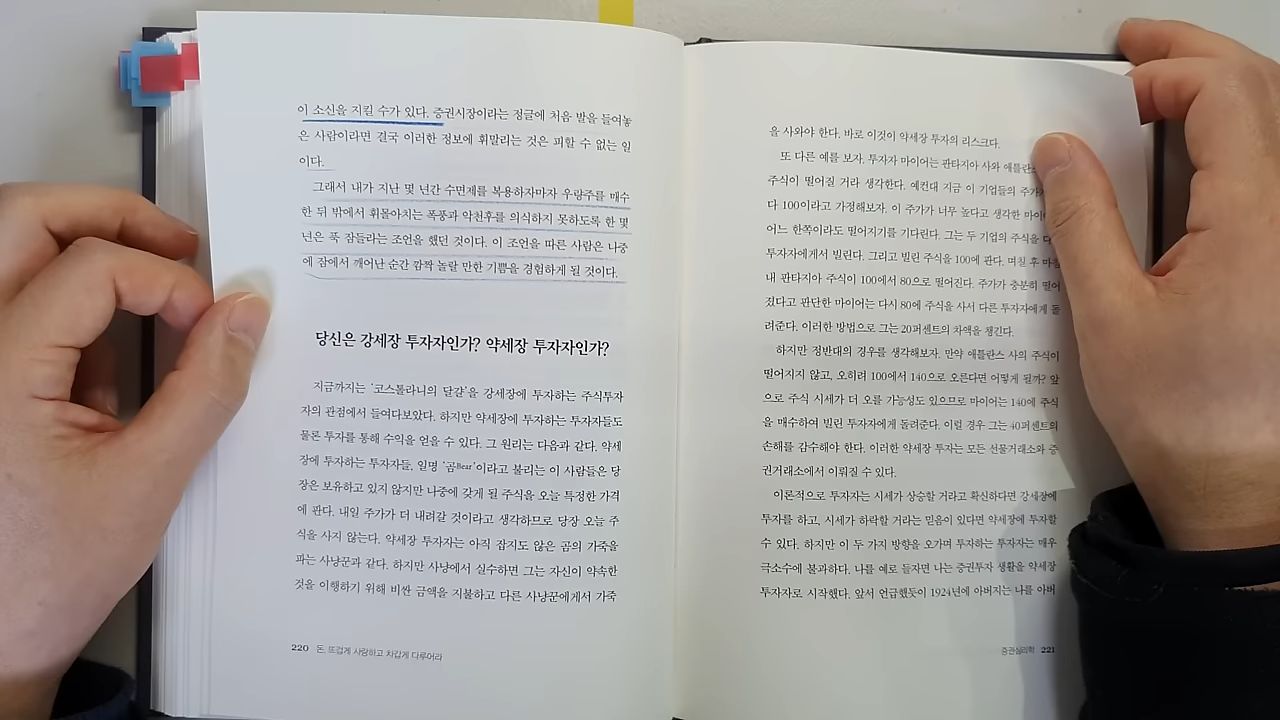 이 소신을 지킬 수가 있다. 증권시장이라는 정글에 처음 발을 들여놓
은 사람이라면 결국 이러한 정보에 휘말리는 것은 피할 수 없는 일
이다.
그래서 내가 지난 몇 년간 수면제를 복용하자마자 우량주를 매수
한 뒤 밖에서 휘몰아치는 폭풍과 악천후를 의식하지 못하도록 한 몇
년은 푹 잠들라는 조언을 했던 것이다. 이 조언을 따른 사람은 나중
에 잠에서 깨어난 순간 깜짝 놀랄 만한 기쁨을 경험하게 될 것이다.
당신은 강세장 투자자인가? 약세장 투자자인가?
지금까지는 '코스톨라니의 달걀'을 강세장에 투자하는 주식투자
자의 관점에서 들여다보았다. 하지만 약세장에 투자하는 투자자들도
물론 투자를 통해 수익을 얻을 수 있다. 그 원리는 다음과 같다. 약세
장에 투자하는 투자자들, 일명 '곰Bear'이라고 불리는 이 사람들은 당
장은 보유하고 있지 않지만 나중에 갖게 될 주식을 오늘 특정한 가격
에 판다. 내일 주가가 더 내려갈 것이라고 생각하므로 당장 오늘 주
식을 사지 않는다. 약세장 투자자는 아직 잡지도 않은 곰의 가죽을
파는 사냥꾼과 같다. 하지만 사냥에서 실수하면 그는 자신이 약속한
것을 이행하기 위해 비싼 금액을 지불하고 다른 사냥꾼에게서 가죽
220 돈, 뜨겁게 사랑하고 차갑게 다루어라
을 사와야 한다. 바로 이것이 약세장 투자의 리스크다.
또 다른 예를 보자. 투자자 마이어는 판타지아 사와 애틀란스
주식이 떨어질 거라 생각한다. 예컨대 지금 이 기업들의 주가가
다 100이라고 가정해보자. 이 주가가 너무 높다고 생각한 마이
어느 한쪽이라도 떨어지기를 기다린다. 그는 두 기업의 주식을
투자자에게서 빌린다. 그리고 빌린 주식을 100에 판다. 며칠 후 마침
내 판타지아 주식이 100에서 80으로 떨어진다. 주가가 충분히 떨어
졌다고 판단한 마이어는 다시 80에 주식을 사서 다른 투자자에게 돌
려준다. 이러한 방법으로 그는 20퍼센트의 차액을 챙긴다.
하지만 정반대의 경우를 생각해보자. 만약 애틀란스 사의 주식이
떨어지지 않고, 오히려 100에서 140으로 오른다면 어떻게 될까? 앞
으로 주식 시세가 더 오를 가능성도 있으므로 마이어는 140에 주식
을 매수하여 빌린 투자자에게 돌려준다. 이럴 경우 그는 40퍼센트의
손해를 감수해야 한다. 이러한 약세장 투자는 모든 선물거래소와 증
권거래소에서 이뤄질 수 있다.
이론적으로 투자자는 시세가 상승할 거라고 확신하다면 강세장에
투자를 하고, 시세가 하락할 거라는 믿음이 있다면 약세장에 투자할
수 있다. 하지만 이 두 가지 방향을 오가며 투자하는 투자자는 매우
극소수에 불과하다. 나를 예로 들자면 나는 증권투자 생활을 약세장
투자자로 시작했다. 앞서 언급했듯이 1924년에 아버지는 나를 아버
증권심리학 221